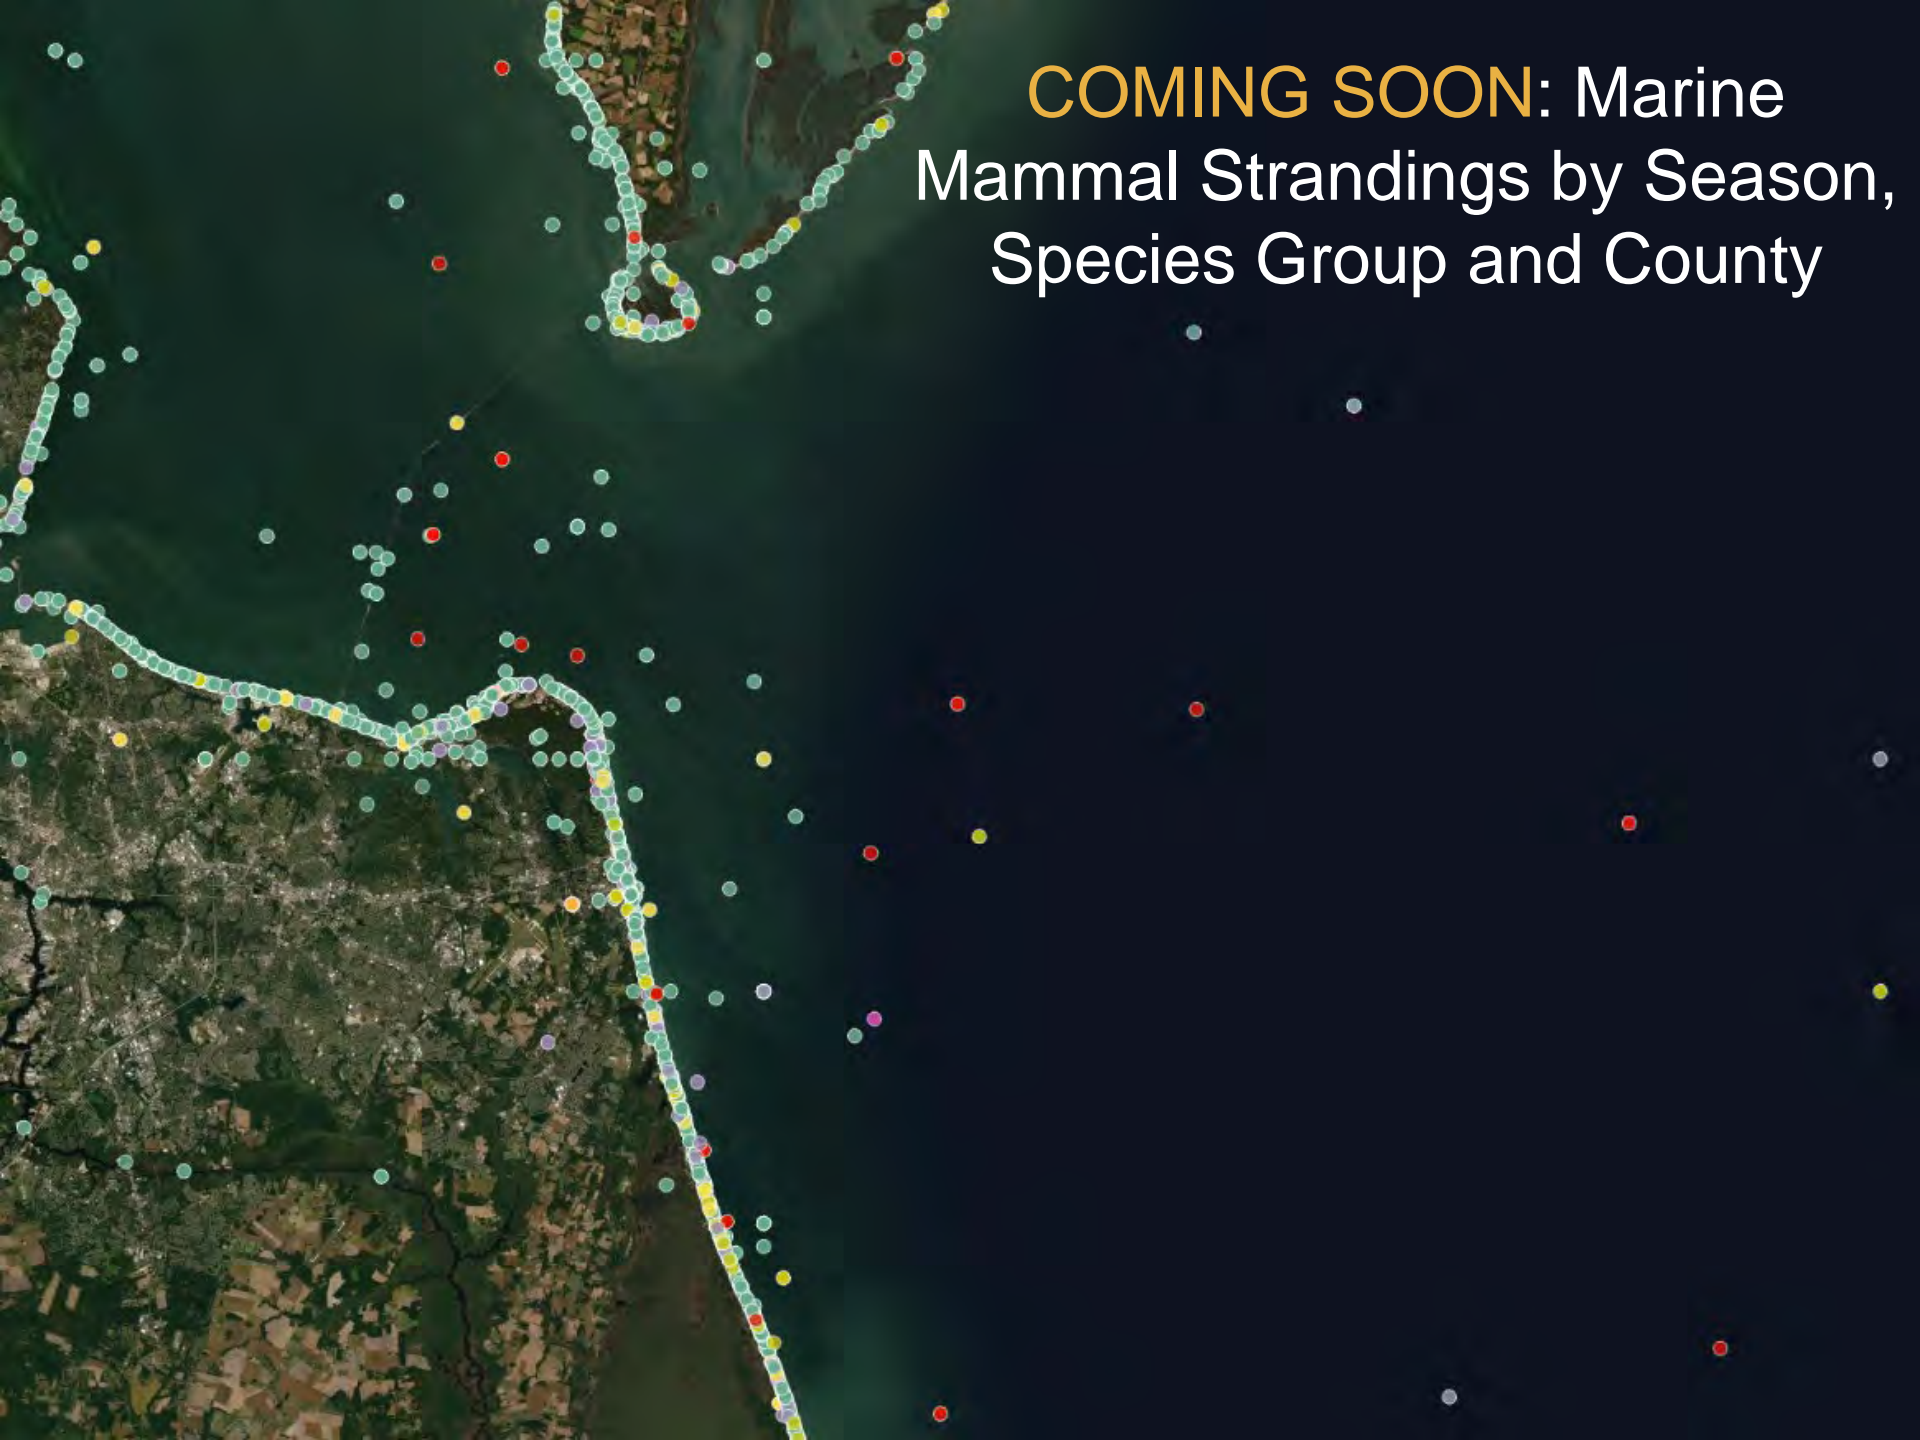 COMING SOON: Marine
Mammal Strandings by Season,
Species Group and County